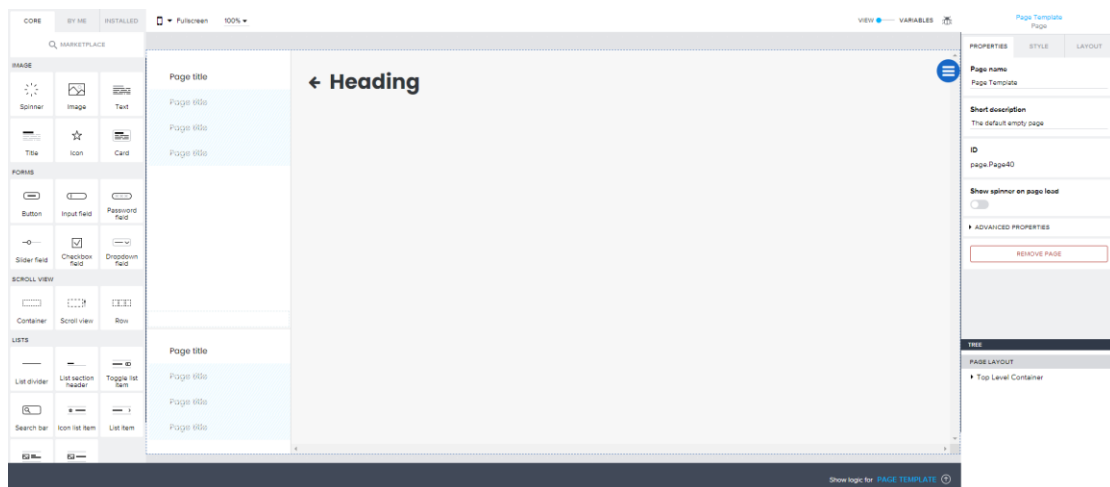 CORE BY ME INSTALLED
Fullscreen 100%
VIEW VARIABLES
Page Template
Page
MARKETPLACE
PROPERTIES STYLE LAYOUT
IMAGE
Spinner Image Text
Title Icon Card
FORMS
Button Input field Password field
Slider field Checkbox field Dropdown field
SCROLL VIEW
Container Scroll view Row
LISTS
List divider List section header Toggle list item
Search bar Icon list item List item
Page title
Page title
Page title
Page title
Page title
Page title
Page title
Page title
← Heading
Page name
Page Template
Short description
The default empty page
ID
page.Page40
Show spinner on page load
ADVANCED PROPERTIES
REMOVE PAGE
TREE
PAGE LAYOUT
Top Level Container
Show logic for PAGE TEMPLATE